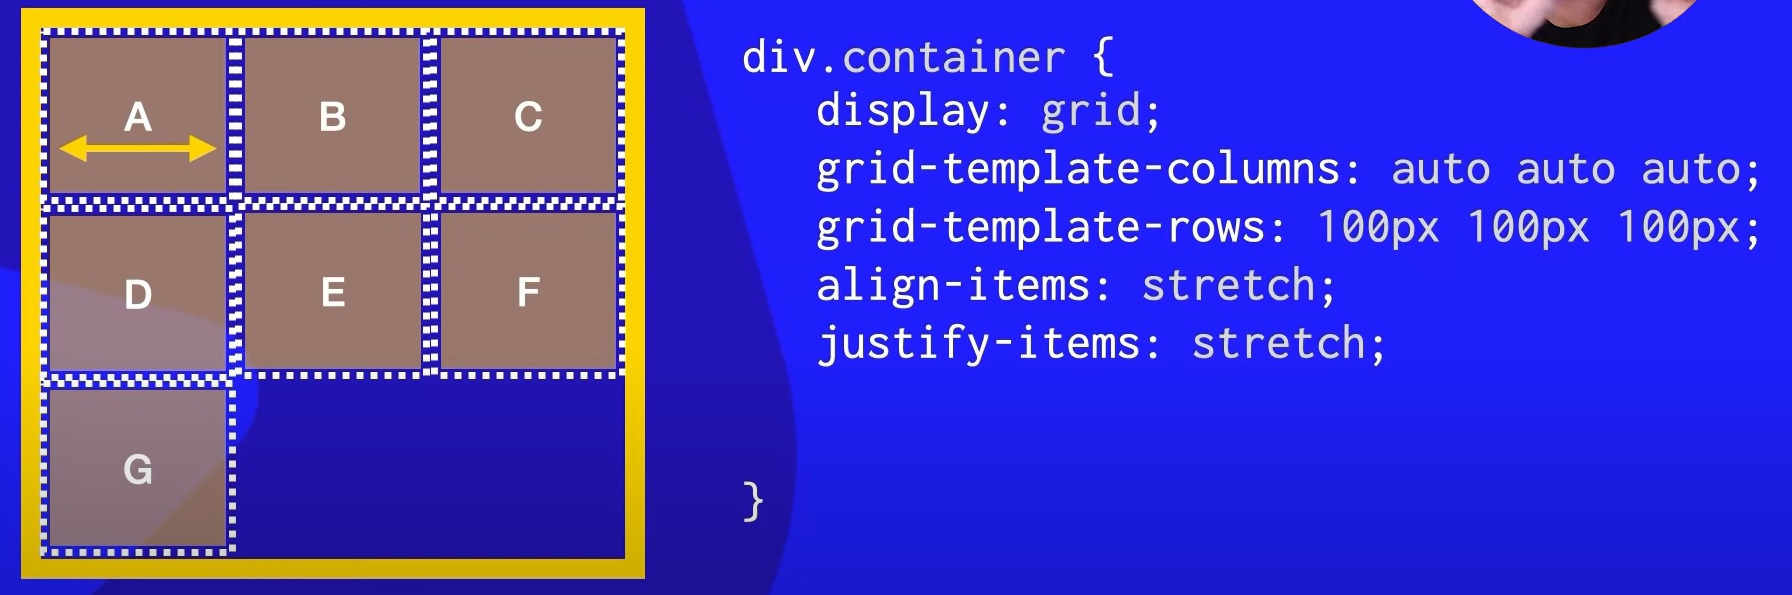 A B C
D E F
G
div.container {
display: grid;
grid-template-columns: auto auto auto;
grid-template-rows: 100px 100px 100px;
align-items: stretch;
justify-items: stretch;
}